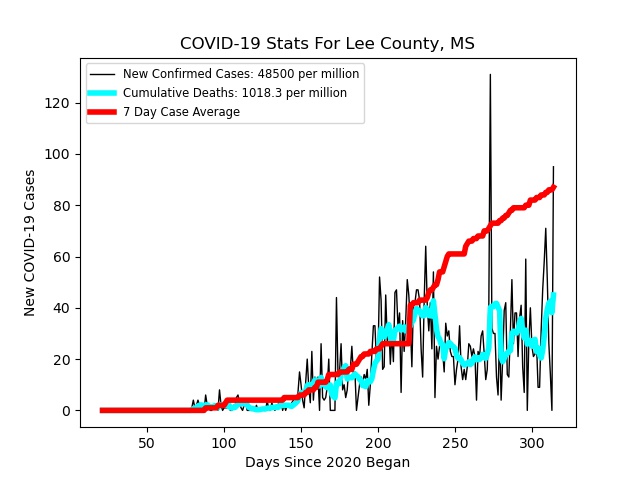 COVID-19 Stats For Lee County, MS
New Confirmed Cases: 48500 per million
Cumulative Deaths: 1018.3 per million
7 Day Case Average
New COVID-19 Cases
120
100
80
60
40
20
0
50
100
150
200
250
300
Days Since 2020 Began